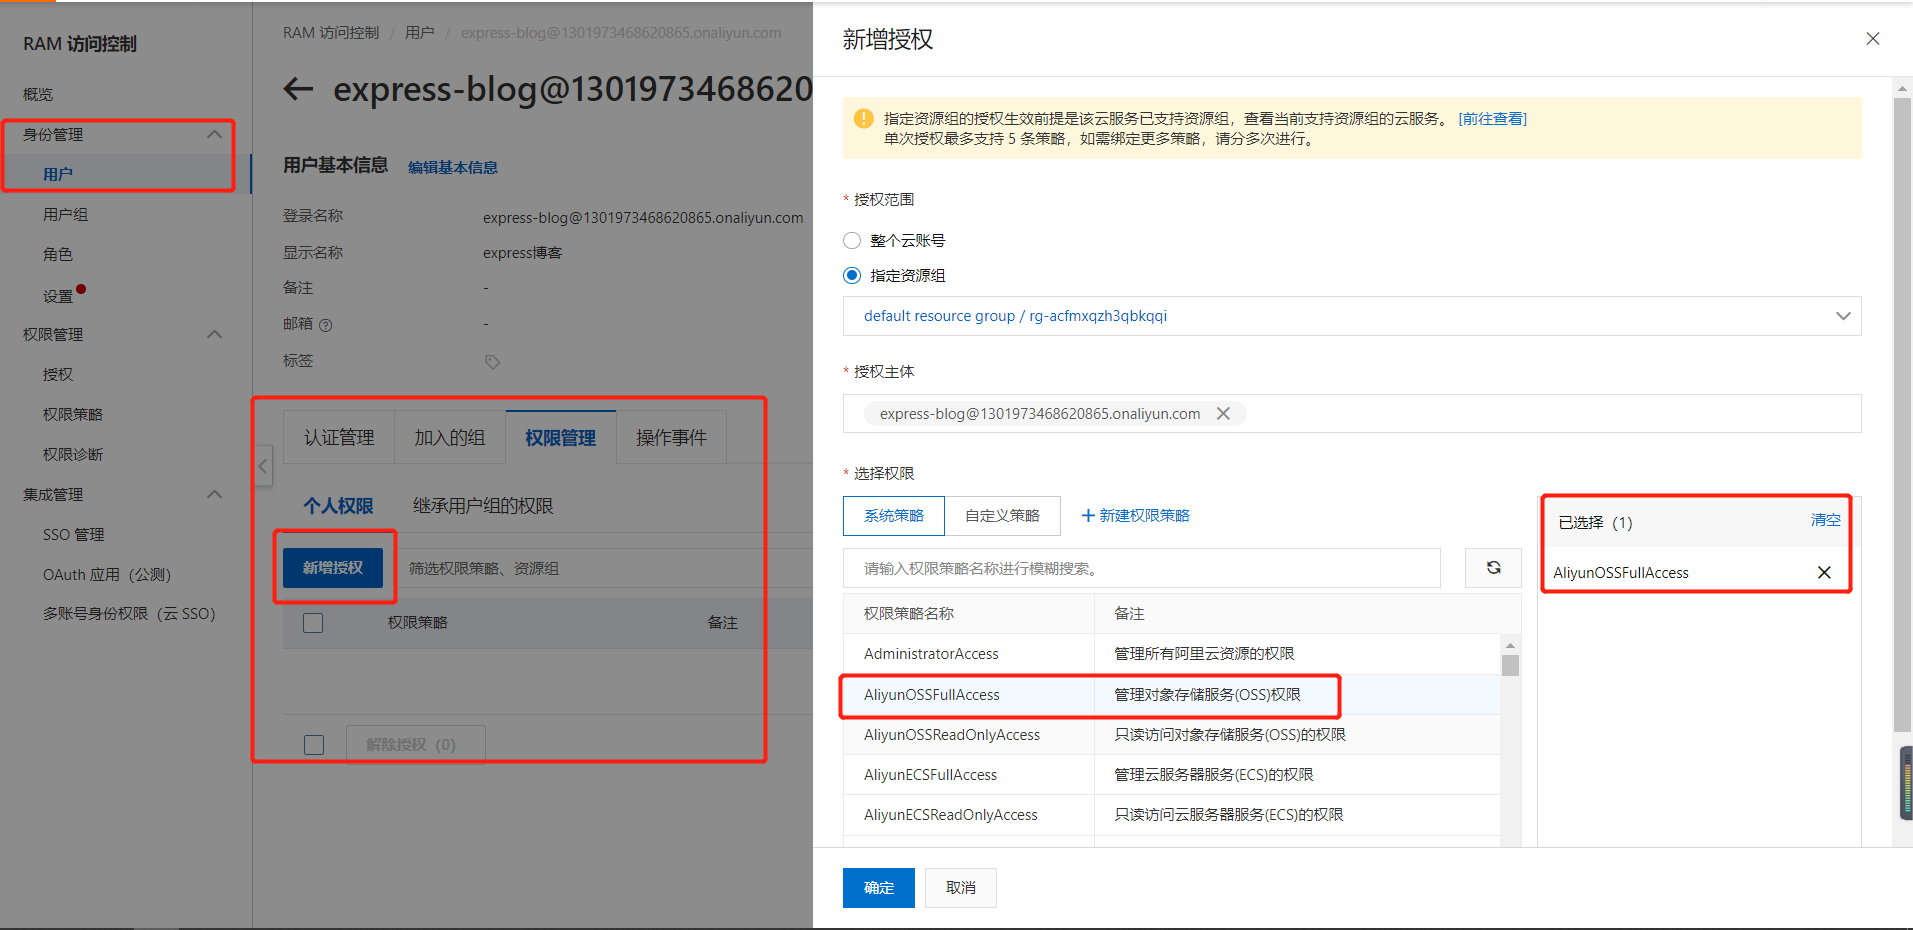 RAM 访问控制
概览
身份管理
用户
用户组
角色
设置
权限管理
授权
权限策略
权限诊断
集成管理
SSO 管理
OAuth 应用（公测）
多账号身份权限（云 SSO）
RAM 访问控制 / 用户 / express-blog@1301973468620865.onaliyun.com
express-blog@1301973468620
用户基本信息 编辑基本信息
登录名称 express-blog@1301973468620865.onaliyun.com
显示名称 express博客
备注 -
邮箱 -
标签
认证管理 加入的组 权限管理 操作事件
个人权限 继承用户组的权限
新增授权 筛选权限策略、资源组
权限策略 备注
解除授权（0）
新增授权
指定资源组的授权生效前提是该云服务已支持资源组，查看当前支持资源组的云服务。 [前往查看]
单次授权最多支持 5 条策略，如需绑定更多策略，请分多次进行。
* 授权范围
整个云账号
指定资源组
default resource group / rg-acfmxqzh3qbkqqi
* 授权主体
express-blog@1301973468620865.onaliyun.com
* 选择权限
系统策略 自定义策略 + 新建权限策略
请输入权限策略名称进行模糊搜索。
权限策略名称 备注
AdministratorAccess 管理所有阿里云资源的权限
AliyunOSSFullAccess 管理对象存储服务(OSS)权限
AliyunOSSReadOnlyAccess 只读访问对象存储服务(OSS)的权限
AliyunECSFullAccess 管理云服务器服务(ECS)的权限
AliyunECSReadOnlyAccess 只读访问云服务器服务(ECS)的权限
已选择（1） 清空
AliyunOSSFullAccess
确定 取消